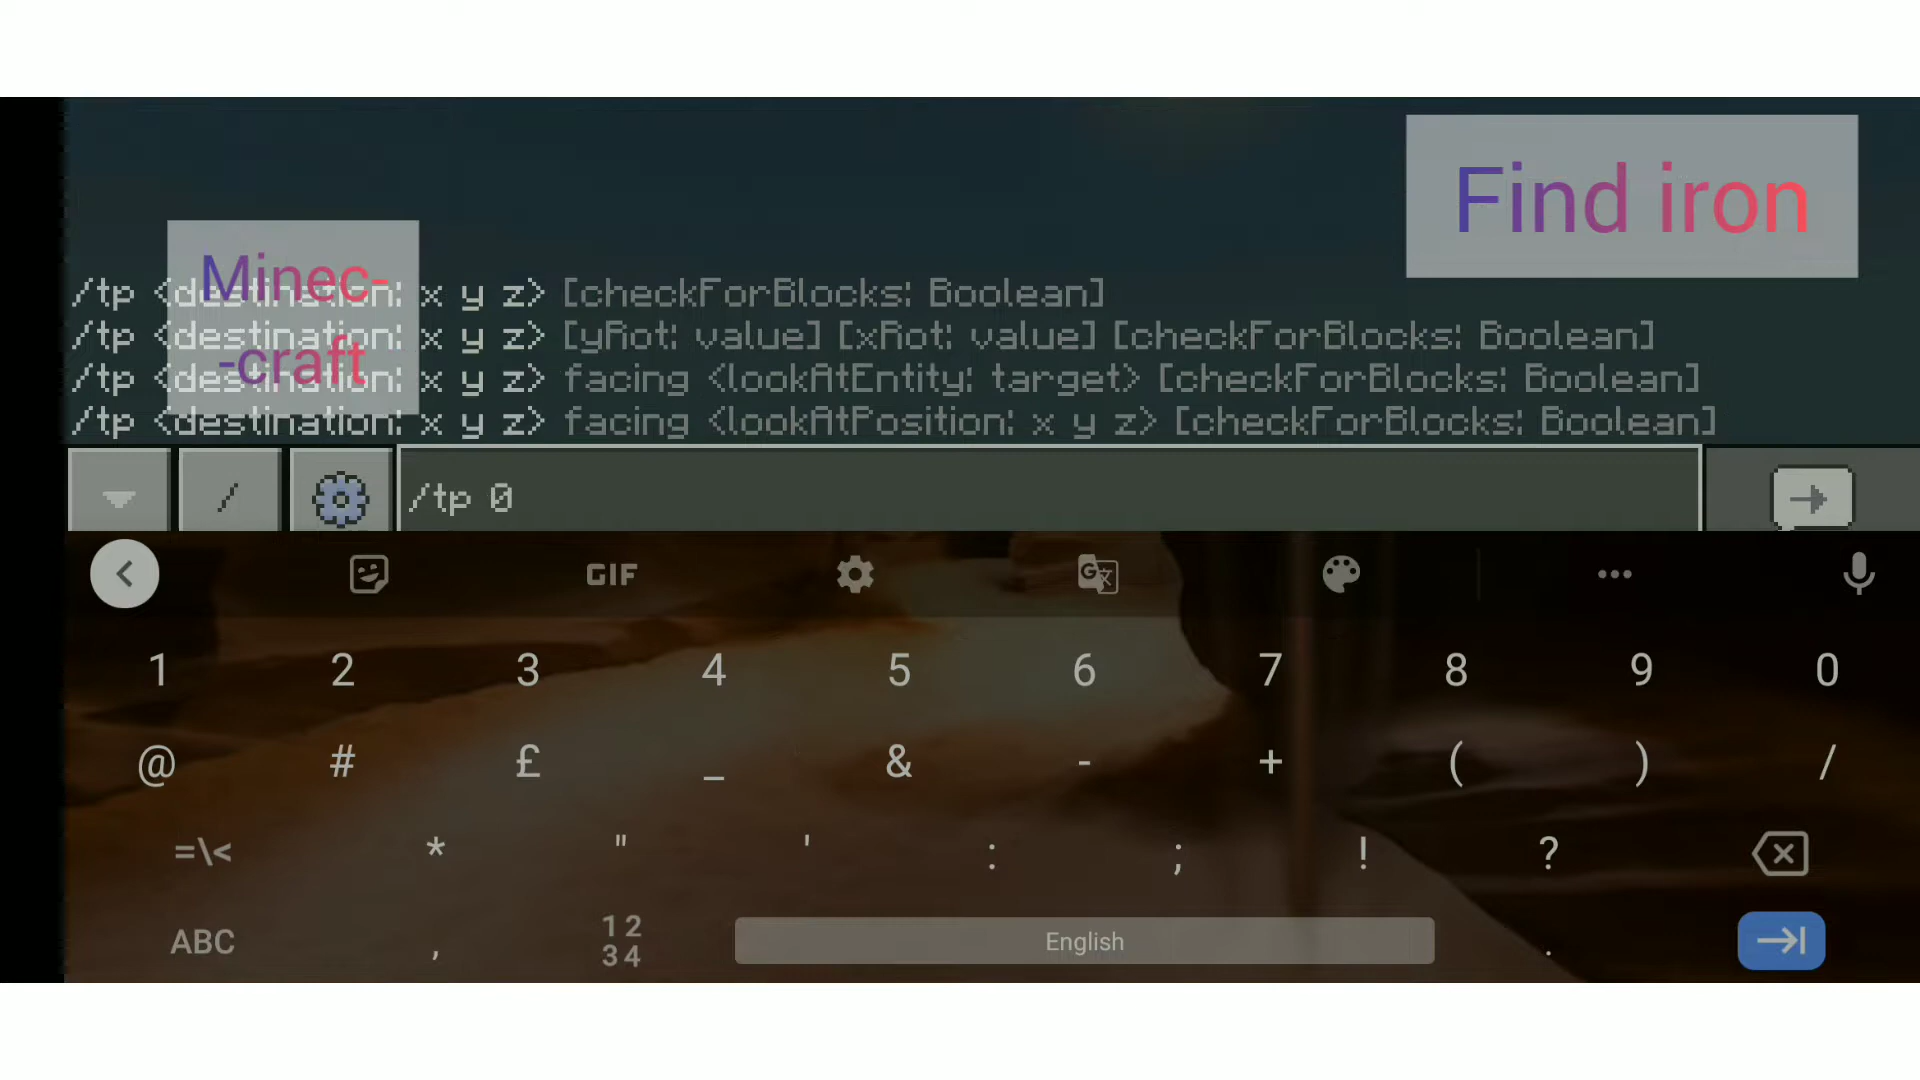 Find iron
Minec-
-craft
/tp <destination: x y z> [checkForBlocks: Boolean]
/tp <destination: x y z> [yRot: value] [xRot: value] [checkForBlocks: Boolean]
/tp <destination: x y z> facing <lookAtEntity: target> [checkForBlocks: Boolean]
/tp <destination: x y z> facing <lookAtPosition: x y z> [checkForBlocks: Boolean]
/ /tp 0
GIF
1 2 3 4 5 6 7 8 9 0
@ # £ _ & - + ( ) /
=\< * " ' : ; ! ?
ABC , 12 34 English .